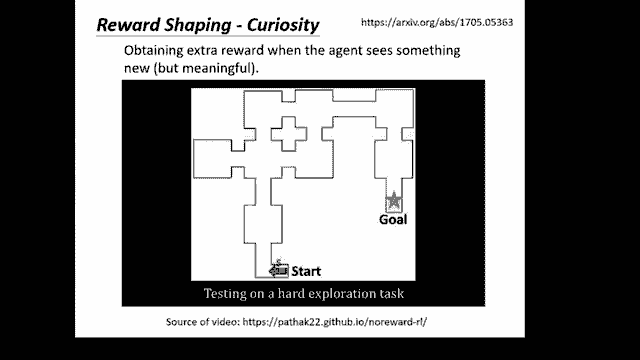 Reward Shaping - Curiosity
https://arxiv.org/abs/1705.05363
Obtaining extra reward when the agent sees something
new (but meaningful).
Goal
Start
Testing on a hard exploration task
Source of video: https://pathak22.github.io/noreward-rl/